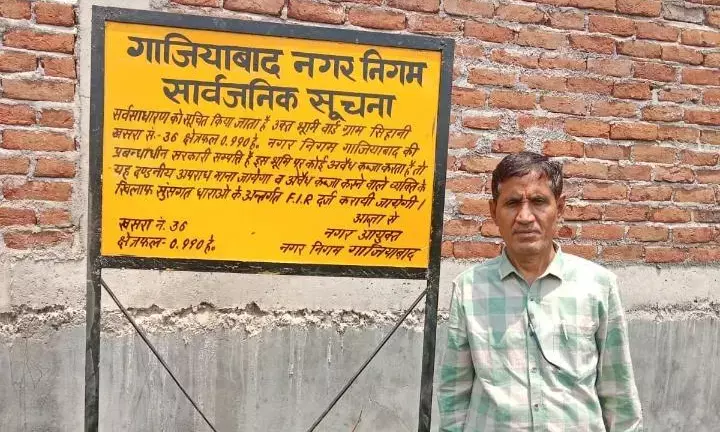 गाजियाबाद नगर निगम
सार्वजनिक सूचना
सर्वसाधारण को सूचित किया जाता है उक्त भूमी वाई ग्राम सिहानी
खसरा नं:-36 क्षेत्रफल 0.990 है. नगर निगम गाजियाबाद की
प्रबन्धाधीन सरकारी सम्पत्ति है इस भूमि पर कोई अवैध कब्जा करता है तो
यह दण्डनीय अपराध माना जायेगा व अवैध कब्जा करने वाले व्यक्ति के
खिलाफ सुंसगत धाराओ के अन्तर्गत F.I.R दर्ज करायी जायेगी।
आज्ञा से
खसरा नं. 36
नगर आयुक्त
क्षेत्रफल-0.990 है.
नगर निगम गाजियाबाद